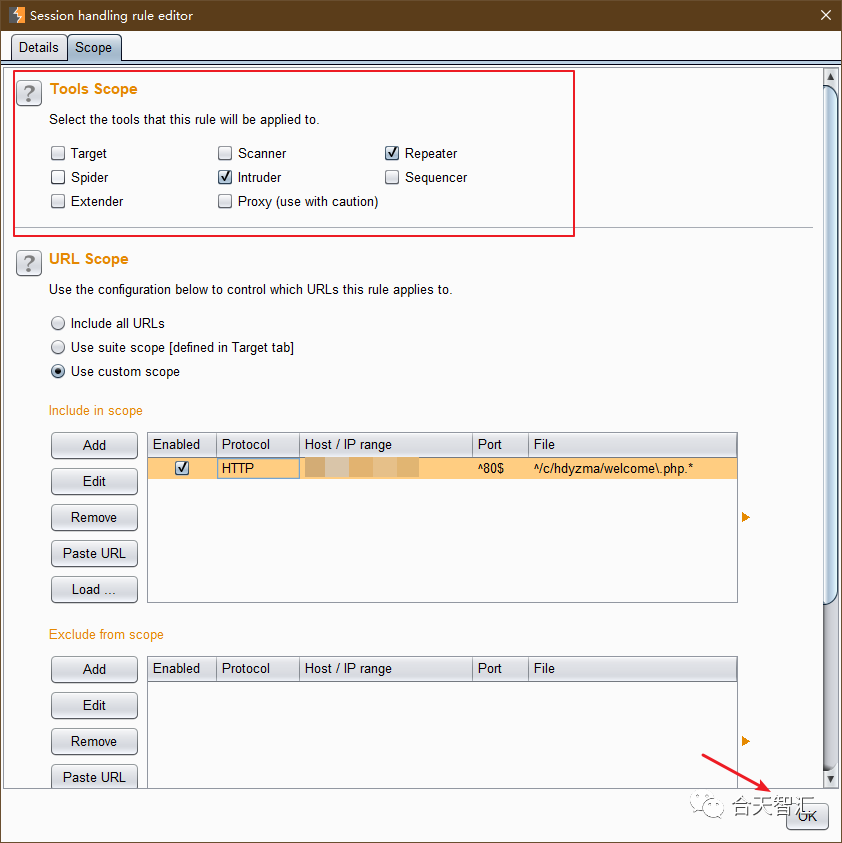 Session handling rule editor
Details Scope
? Tools Scope
Select the tools that this rule will be applied to.
Target Scanner Repeater
Spider Intruder Sequencer
Extender Proxy (use with caution)
? URL Scope
Use the configuration below to control which URLs this rule applies to.
Include all URLs
Use suite scope [defined in Target tab]
Use custom scope
Include in scope
Add Enabled Protocol Host / IP range Port File
HTTP ^80$ ^/c/hdyzma/welcome\.php.*
Edit
Remove
Paste URL
Load ...
Exclude from scope
Add Enabled Protocol Host / IP range Port File
Edit
Remove
Paste URL
合天智汇
OK